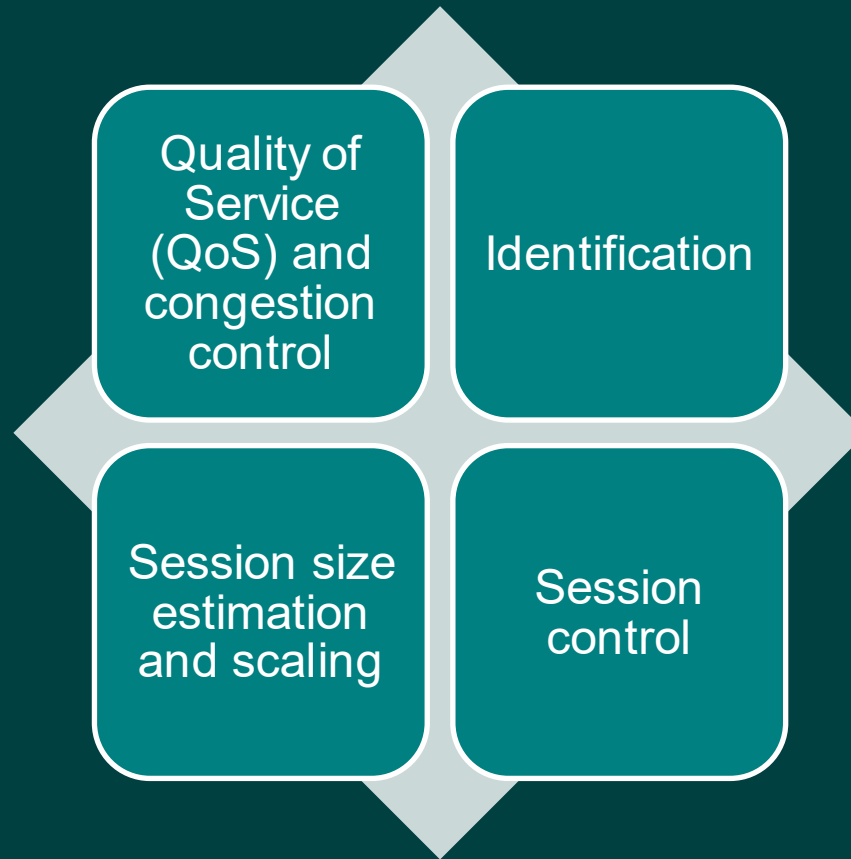 Quality of
Service
(QoS) and
congestion
control
Identification
Session size
estimation
and scaling
Session
control